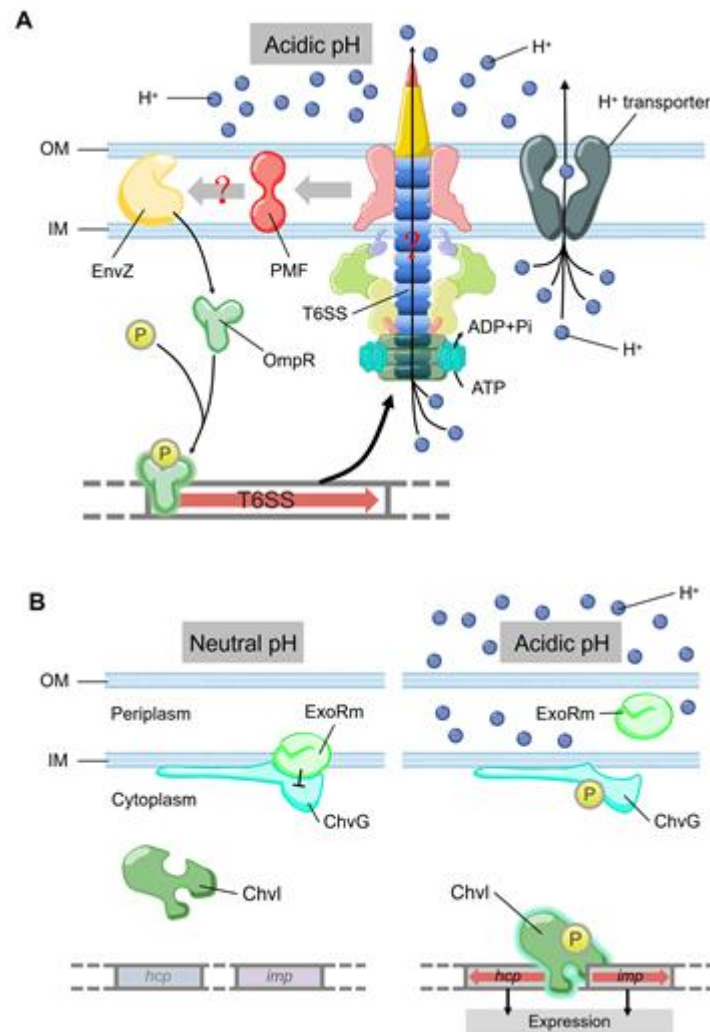 A
Acidic pH
H⁺
H⁺
H⁺ transporter
OM
?
IM
EnvZ
PMF
?
T6SS
ADP+Pi
H⁺
P
OmpR
ATP
P
T6SS
B
H⁺
Neutral pH
Acidic pH
OM
Periplasm
ExoRm
ExoRm
IM
Cytoplasm
P
ChvG
ChvG
ChvI
ChvI
P
hcp
imp
hcp
imp
Expression